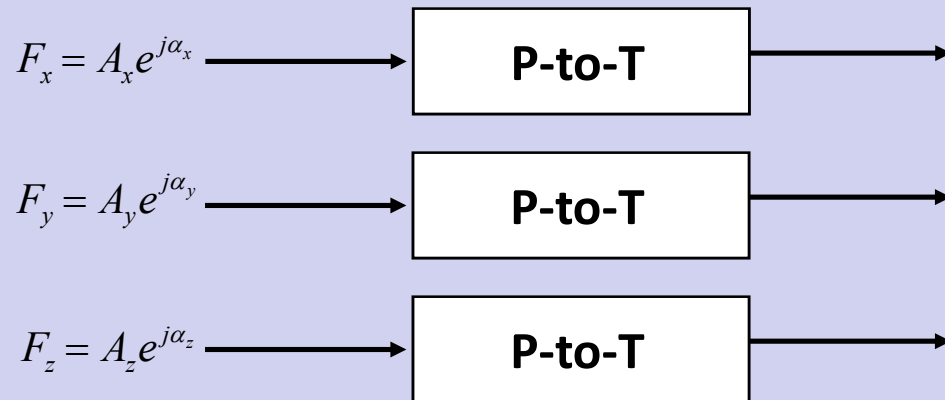 F_x = A_x e^{jα_x} P-to-T
F_y = A_y e^{jα_y} P-to-T
F_z = A_z e^{jα_z} P-to-T